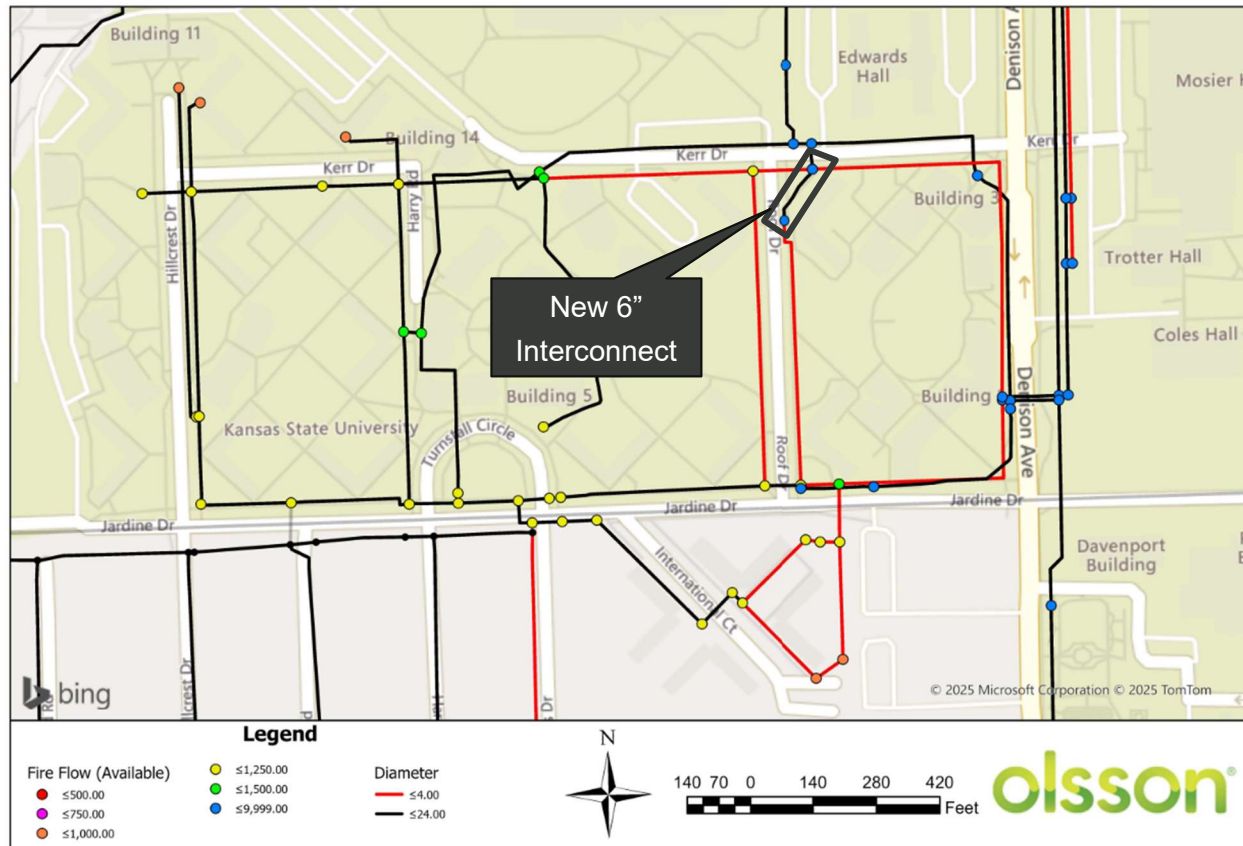 Building 11
Edwards
Hall
Denison A
Mosier H
Building 14
Kerr Dr
Kerr Dr
Kerr Dr
Harry Rd
Hillcrest Dr
Building 3
Dr
Trotter Hall
New 6”
Interconnect
Coles Hall
Building 5
Building
Denison Ave
Kansas State University
Turnstall Circle
Roof Dr
Jardine Dr
Jardine Dr
Jardine Dr
International Ct
Davenport
Building
illcrest Dr
d
s Dr
bing
© 2025 Microsoft Corporation © 2025 TomTom
Legend
Fire Flow (Available)
≤500.00
≤750.00
≤1,000.00
≤1,250.00
≤1,500.00
≤9,999.00
Diameter
≤4.00
≤24.00
N
140 70 0 140 280 420
Feet
olsson®